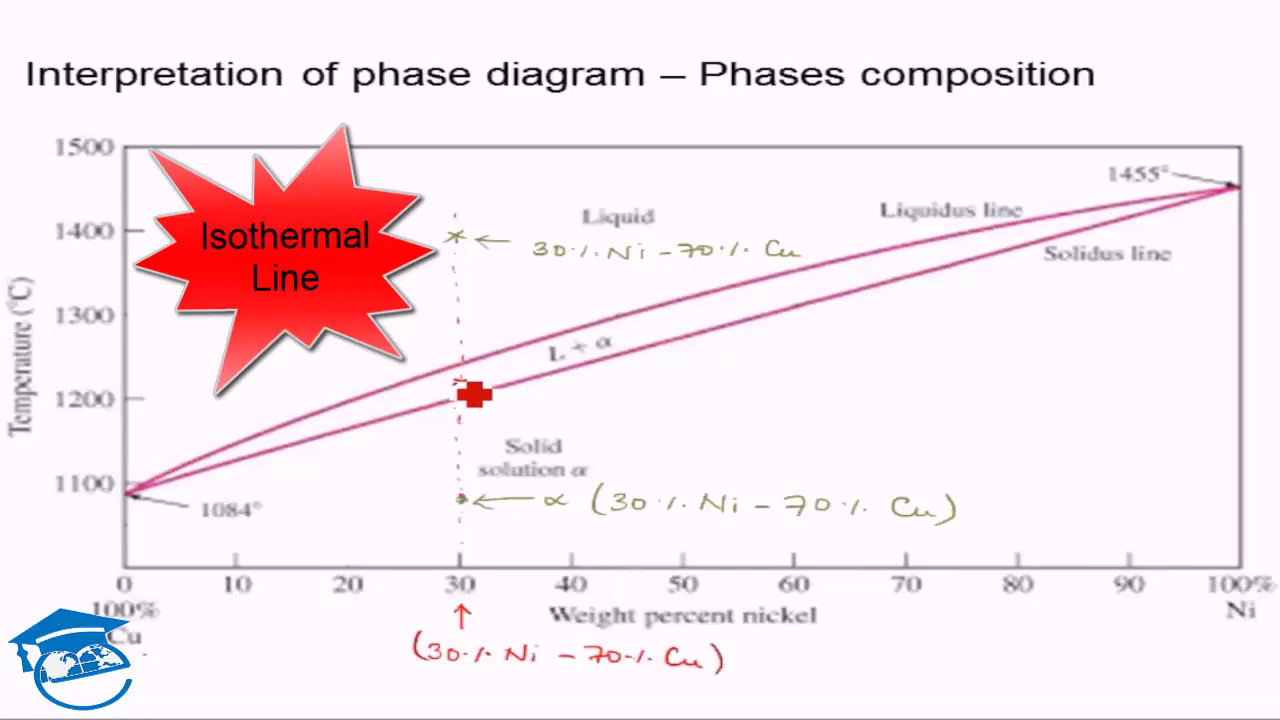 Interpretation of phase diagram – Phases composition
Isothermal
Line
Temperature (°C)
1500
1400
1300
1200
1100
1455°
Liquid
Liquidus line
Solidus line
30% Ni - 70% Cu
L + α
Solid
solution α
α (30% Ni - 70% Cu)
1084°
0 10 20 30 40 50 60 70 80 90 100%
100%
Cu
Weight percent nickel
Ni
(30% Ni - 70% Cu)